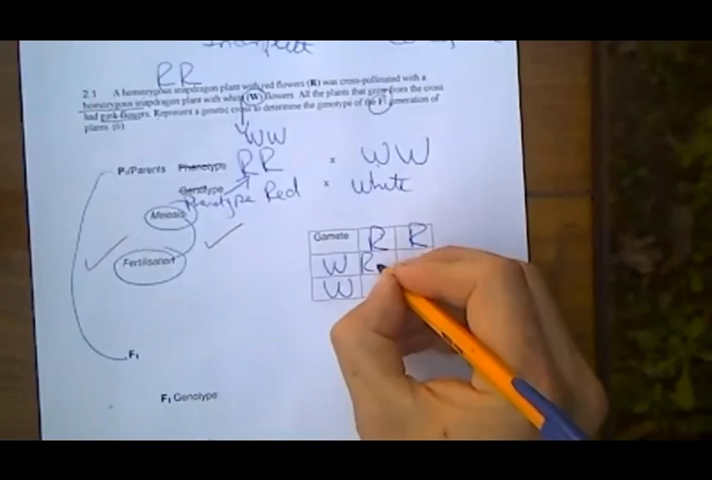 RR
2.1 A homozygous snapdragon plant with red flowers (R) was cross-pollinated with a
homozygous snapdragon plant with white (W) flowers. All the plants that grew from the cross
had pink flowers. Represent a genetic cross to determine the genotype of the F1 generation of
plants. (6)
WW
P1/Parents Phenotype RR x WW
Genotype
Phenotype Red x White
Meiosis
Gamete R R
Fertilisation W R
W
F1
F1 Genotype